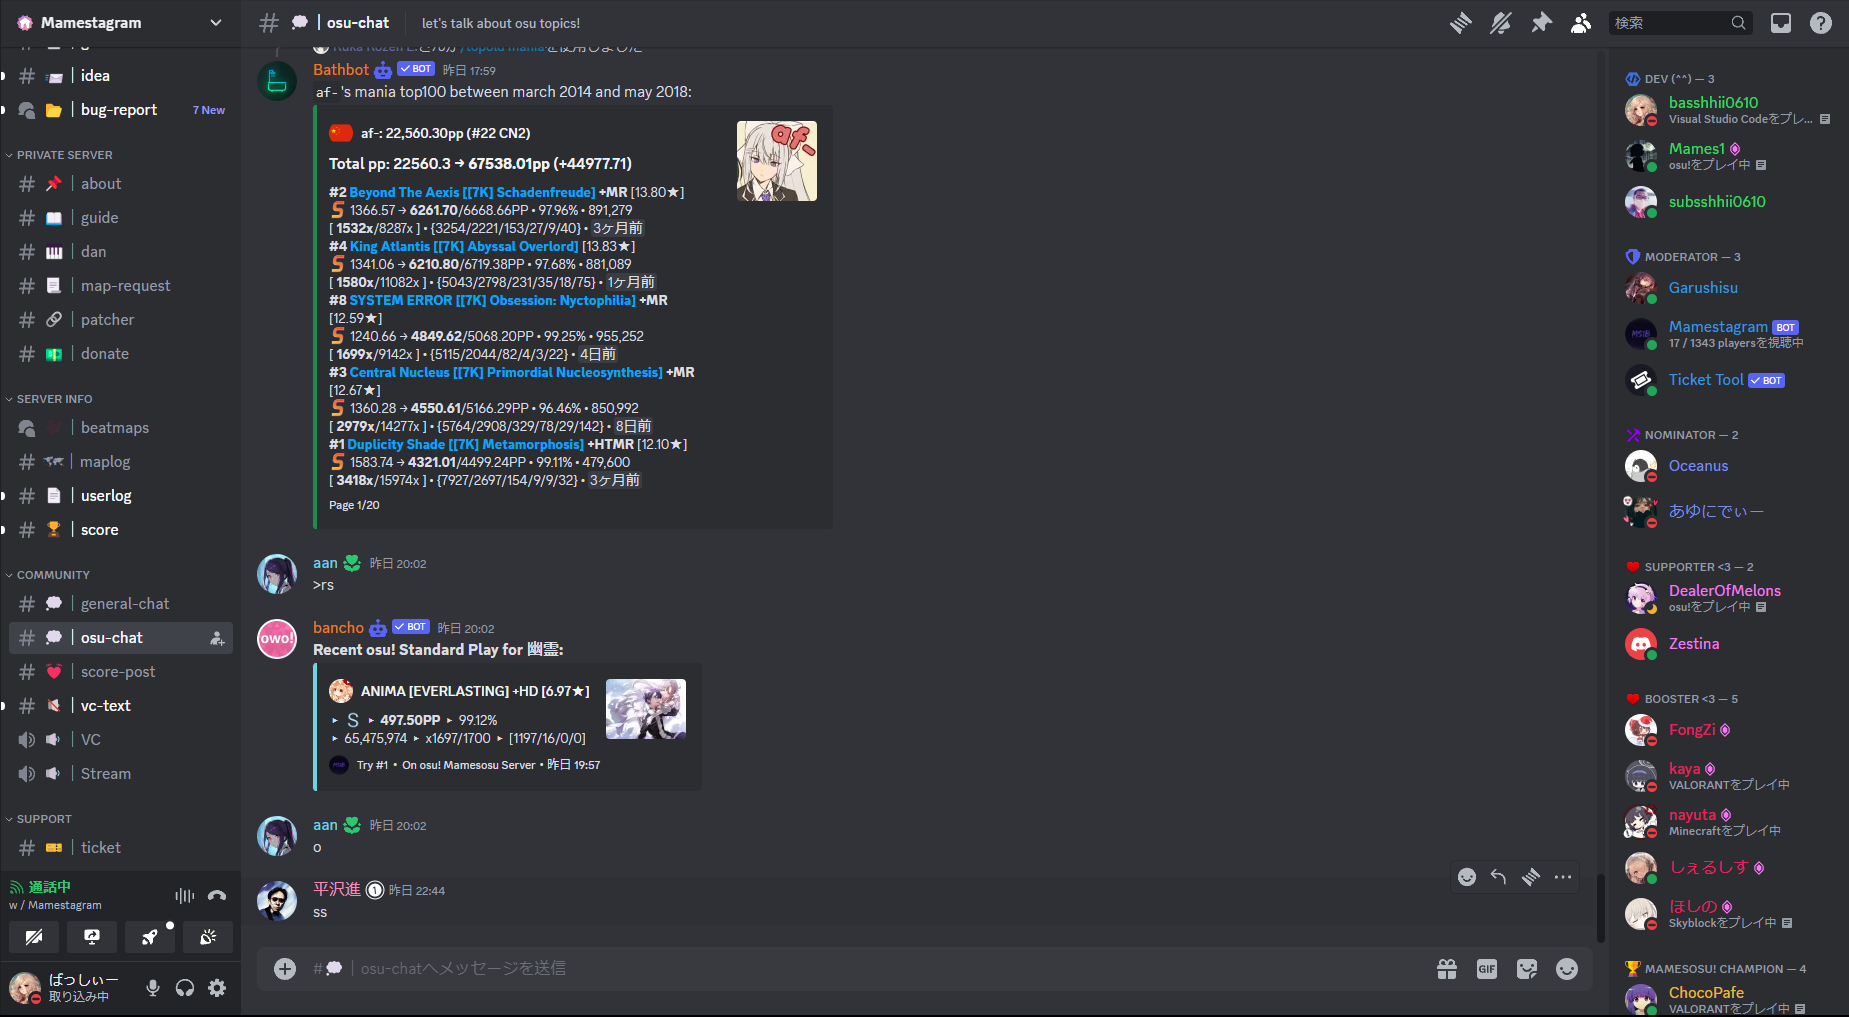 Mamestagram
idea
bug-report
7 New
PRIVATE SERVER
about
guide
dan
map-request
patcher
donate
SERVER INFO
beatmaps
maplog
userlog
score
COMMUNITY
general-chat
osu-chat
score-post
vc-text
VC
Stream
SUPPORT
ticket
通話中
w / Mamestagram
ばっしぃー
取り込み中
osu-chat
let's talk about osu topics!
検索
Bathbot BOT 昨日 17:59
af- 's mania top100 between march 2014 and may 2018:
af-: 22,560.30pp (#22 CN2)
af-
Total pp: 22560.3 → 67538.01pp (+44977.71)
#2 Beyond The Aexis [[7K] Schadenfreude] +MR [13.80★]
S 1366.57 → 6261.70/6668.66PP • 97.96% • 891,279
[ 1532x/8287x ] • {3254/2221/153/27/9/40} • 3ヶ月前
#4 King Atlantis [[7K] Abyssal Overlord] [13.83★]
S 1341.06 → 6210.80/6719.38PP • 97.68% • 881,089
[ 1580x/11082x ] • {5043/2798/231/35/18/75} • 1ヶ月前
#8 SYSTEM ERROR [[7K] Obsession: Nyctophilia] +MR
[12.59★]
S 1240.66 → 4849.62/5068.20PP • 99.25% • 955,252
[ 1699x/9142x ] • {5115/2044/82/4/3/22} • 4日前
#3 Central Nucleus [[7K] Primordial Nucleosynthesis] +MR
[12.67★]
S 1360.28 → 4550.61/5166.29PP • 96.46% • 850,992
[ 2979x/14277x ] • {5764/2908/329/78/29/142} • 8日前
#1 Duplicity Shade [[7K] Metamorphosis] +HTMR [12.10★]
S 1583.74 → 4321.01/4499.24PP • 99.11% • 479,600
[ 3418x/15974x ] • {7927/2697/154/9/9/32} • 3ヶ月前
Page 1/20
aan 昨日 20:02
>rs
owo!
bancho BOT 昨日 20:02
Recent osu! Standard Play for 幽霊:
ANIMA [EVERLASTING] +HD [6.97★]
▸ S ▸ 497.50PP ▸ 99.12%
▸ 65,475,974 ▸ x1697/1700 ▸ [1197/16/0/0]
Try #1 • On osu! Mamesosu Server • 昨日 19:57
aan 昨日 20:02
o
平沢進 1 昨日 22:44
ss
# osu-chatへメッセージを送信
GIF
DEV (^^) — 3
basshhii0610
Visual Studio Codeをプレ...
Mames1
osu!をプレイ中
subsshhii0610
MODERATOR — 3
Garushisu
Mamestagram BOT
17 / 1343 playersを視聴中
Ticket Tool BOT
NOMINATOR — 2
Oceanus
あゆにでぃー
SUPPORTER <3 — 2
DealerOfMelons
osu!をプレイ中
Zestina
BOOSTER <3 — 5
FongZi
kaya
VALORANTをプレイ中
nayuta
Minecraftをプレイ中
しぇるしす
ほしの
Skyblockをプレイ中
MAMESOSU! CHAMPION — 4
ChocoPafe
VALORANTをプレイ中